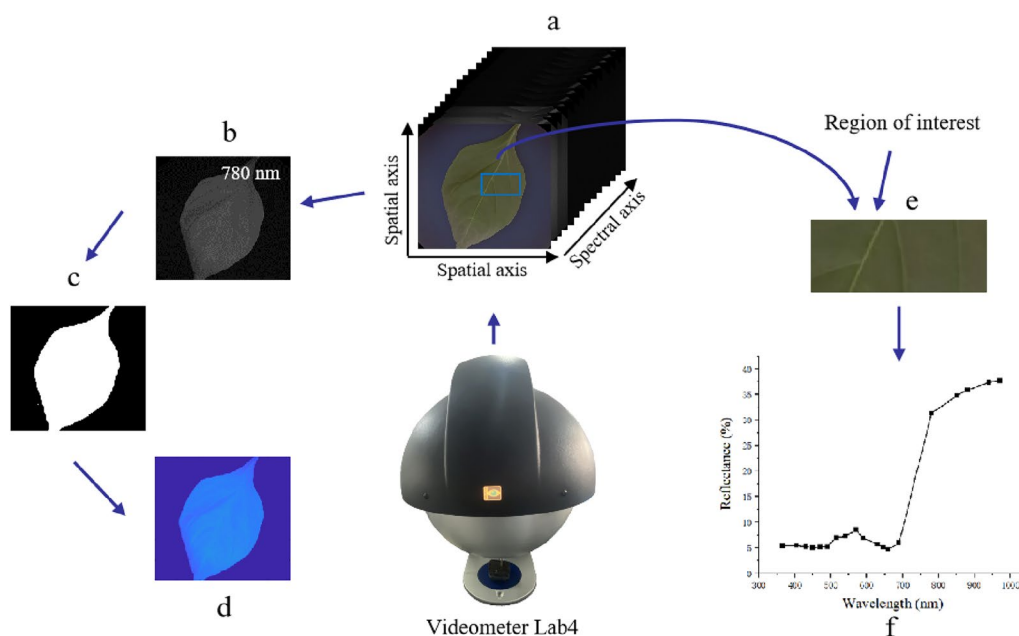 a
b
780 nm
Region of interest
Spatial axis
Spectral axis
Spatial axis
e
c
d
Videometer Lab4
Reflectance (%)
40
35
30
25
20
15
10
5
0
300 400 500 600 700 800 900 1000
Wavelength (nm)
f